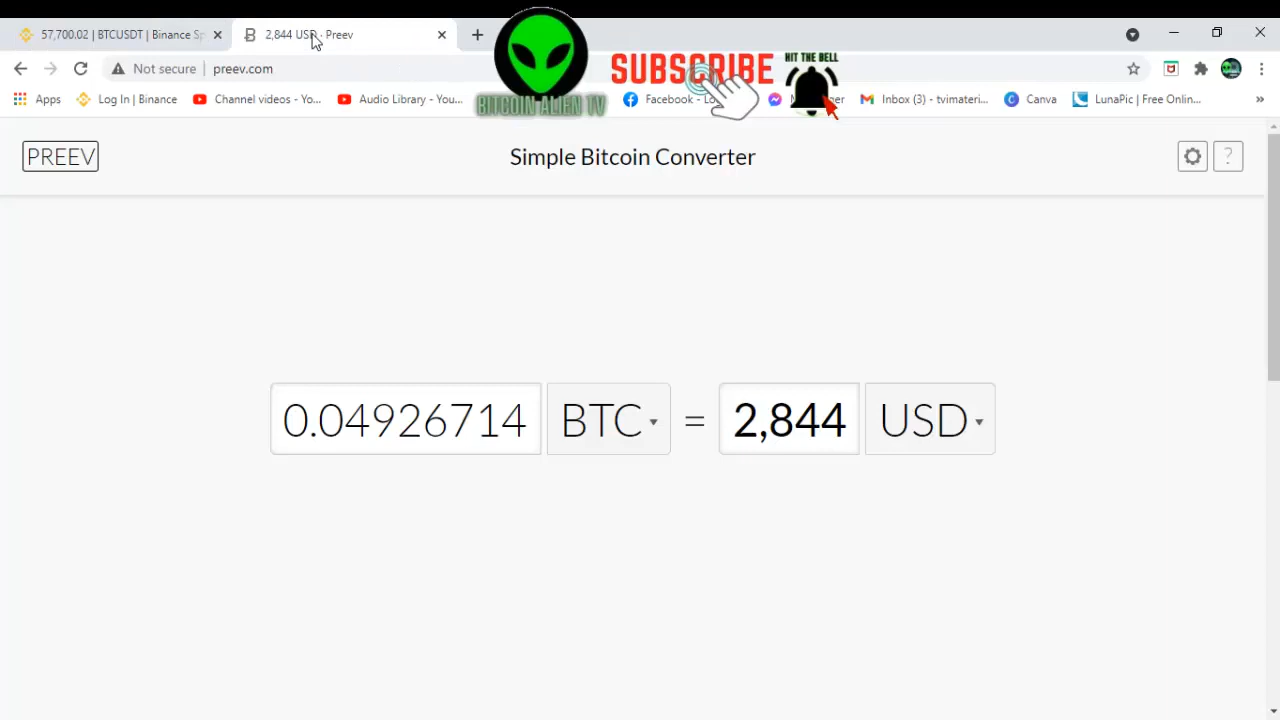 57,700.02 | BTCUSDT | Binance Sp
2,844 USD - Preev
Not secure | preev.com
SUBSCRIBE
HIT THE BELL
BITCOIN ALIEN TV
Apps
Log In | Binance
Channel videos - Yo...
Audio Library - You...
Facebook - Lo
Inbox (3) - tvimateri...
Canva
LunaPic | Free Onlin...
»
PREEV
Simple Bitcoin Converter
?
0.04926714 BTC = 2,844 USD